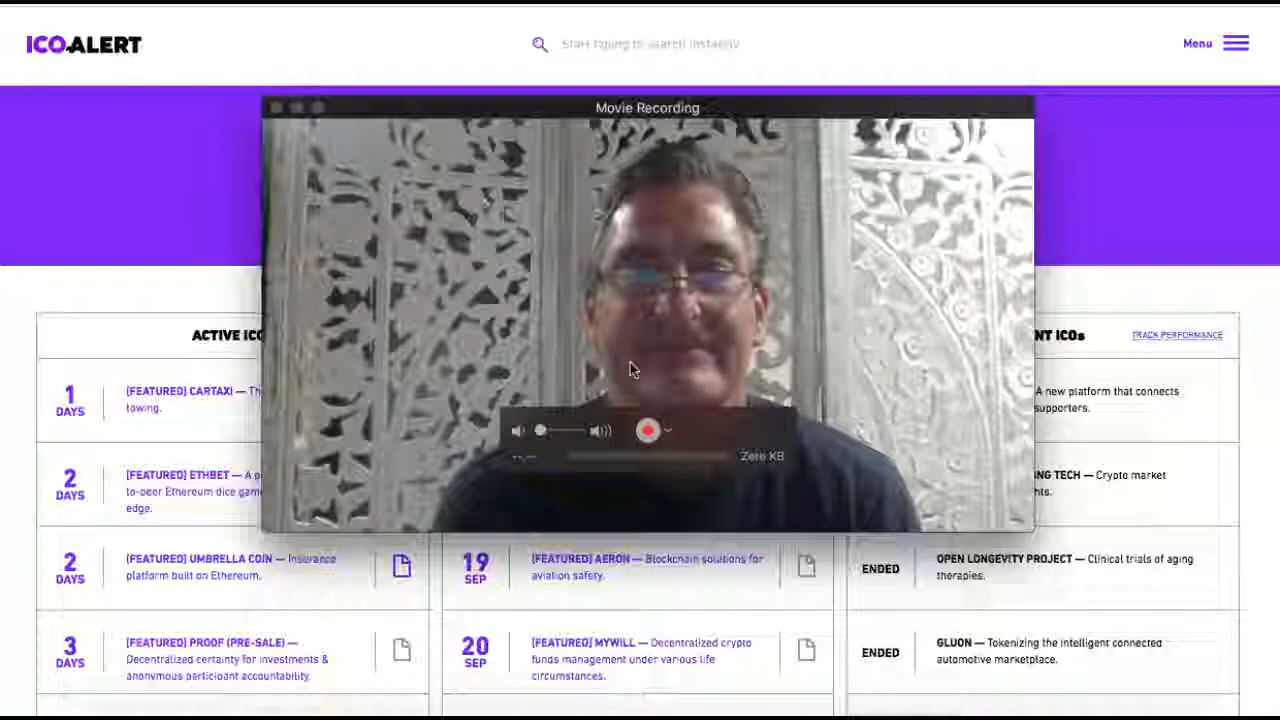 ICO ALERT
Start typing to search instantly
Menu
Movie Recording
Zero KB
ACTIVE ICO
1
DAYS
[FEATURED] CARTAXI — Th
towing.
2
DAYS
[FEATURED] ETHBET — A p
to-peer Ethereum dice game
edge.
2
DAYS
[FEATURED] UMBRELLA COIN — Insurance
platform built on Ethereum.
3
DAYS
[FEATURED] PROOF (PRE-SALE) —
Decentralized certainty for investments &
anonymous participant accountability.
19
SEP
[FEATURED] AERON — Blockchain solutions for
aviation safety.
20
SEP
[FEATURED] MYWILL — Decentralized crypto
funds management under various life
circumstances.
NT ICOs
TRACK PERFORMANCE
A new platform that connects
supporters.
NG TECH — Crypto market
hts.
ENDED
OPEN LONGEVITY PROJECT — Clinical trials of aging
therapies.
ENDED
GLUON — Tokenizing the intelligent connected
automotive marketplace.